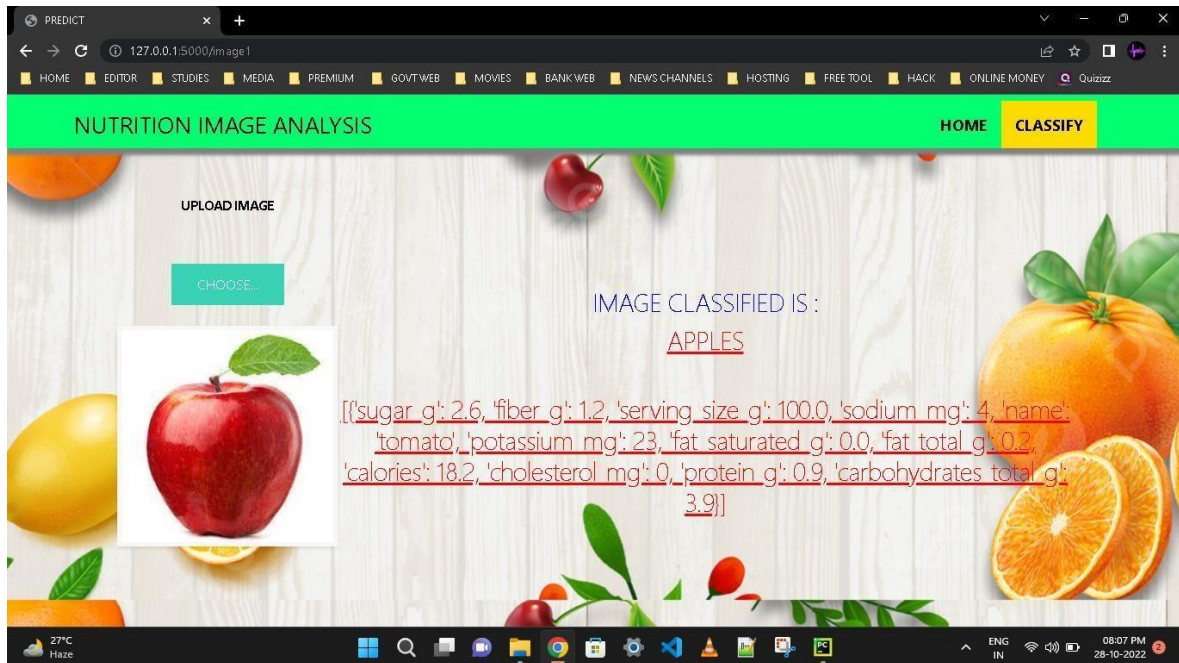 PREDICT
127.0.0.1:5000/image1
HOME EDITOR STUDIES MEDIA PREMIUM GOVT WEB MOVIES BANK WEB NEWS CHANNELS HOSTING FREE TOOL HACK ONLINE MONEY Quizizz
NUTRITION IMAGE ANALYSIS HOME CLASSIFY
UPLOAD IMAGE
CHOOSE...
IMAGE CLASSIFIED IS :
APPLES
[{'sugar_g': 2.6, 'fiber_g': 1.2, 'serving_size_g': 100.0, 'sodium_mg': 4, 'name':
'tomato', 'potassium_mg': 23, 'fat_saturated_g': 0.0, 'fat_total_g': 0.2,
'calories': 18.2, 'cholesterol_mg': 0, 'protein_g': 0.9, 'carbohydrates_total_g':
3.9}]
27°C
Haze
PC
ENG
IN
08:07 PM
28-10-2022
2